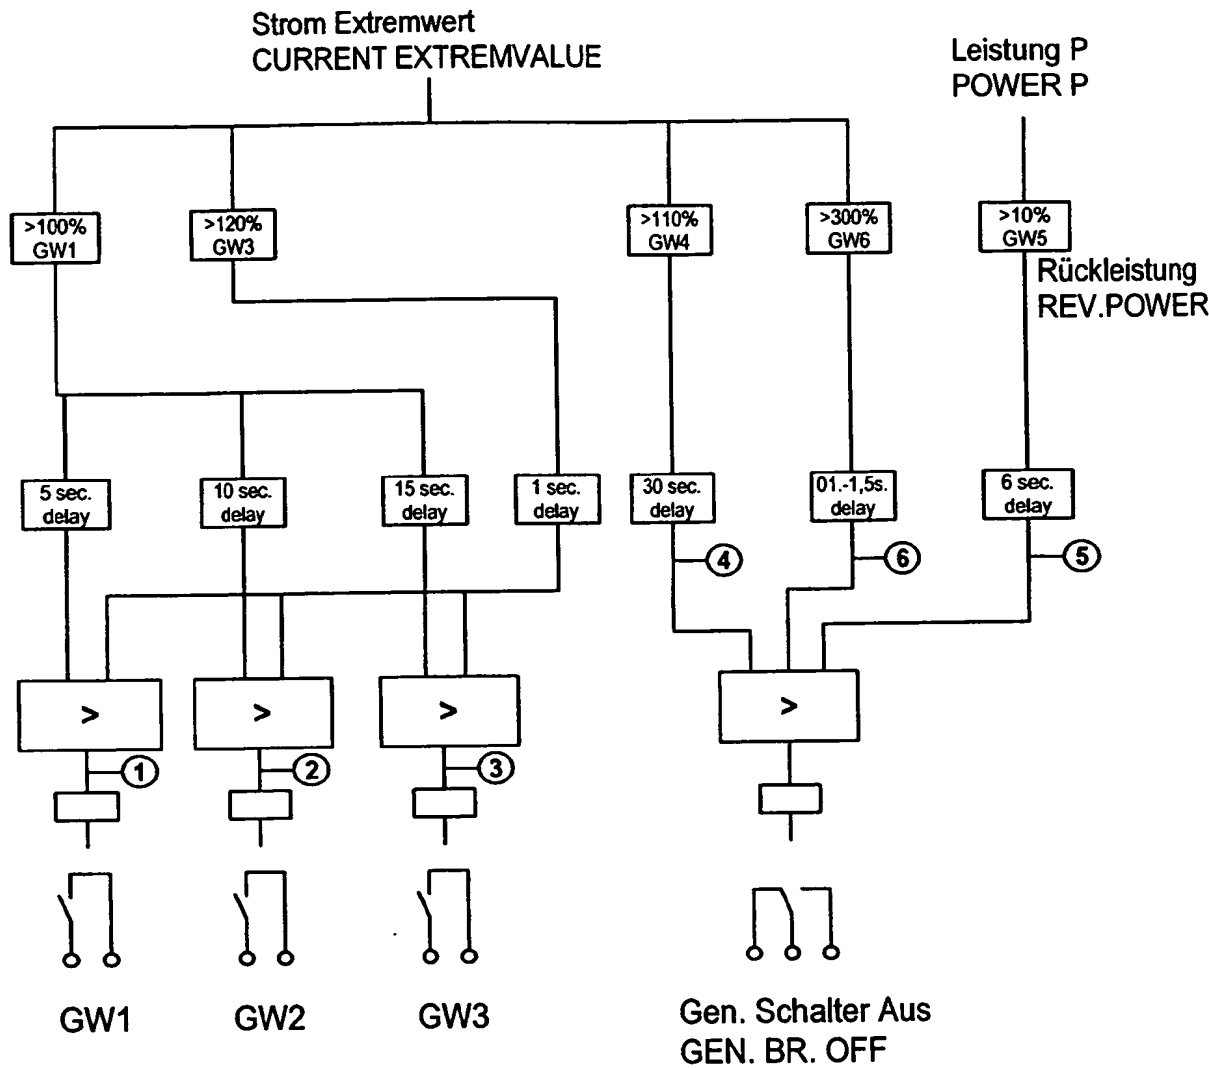 Strom Extremwert
CURRENT EXTREMVALUE
Leistung P
POWER P
>100%
GW1
>120%
GW3
>110%
GW4
>300%
GW6
>10%
GW5
Rückleistung
REV.POWER
5 sec.
delay
10 sec.
delay
15 sec.
delay
1 sec.
delay
30 sec.
delay
01.-1,5s.
delay
6 sec.
delay
4
6
5
>
>
>
>
1
2
3
GW1
GW2
GW3
Gen. Schalter Aus
GEN. BR. OFF